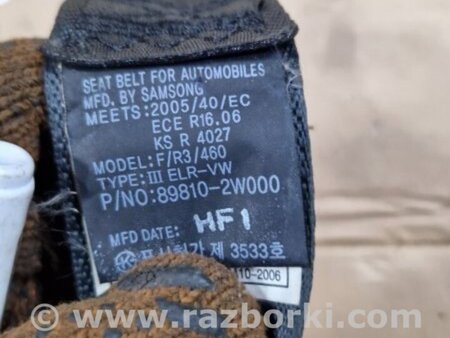 SEAT BELT FOR AUTOMOBILES
MFD. BY SAMSONG
MEETS:2005/40/EC
ECE R16.06
KS R 4027
MODEL:F/R3/460
TYPE:III ELR-VW
P/NO:89810-2W000
MFD DATE: HF1
제 3533호
110-2006
© www.razborki.com